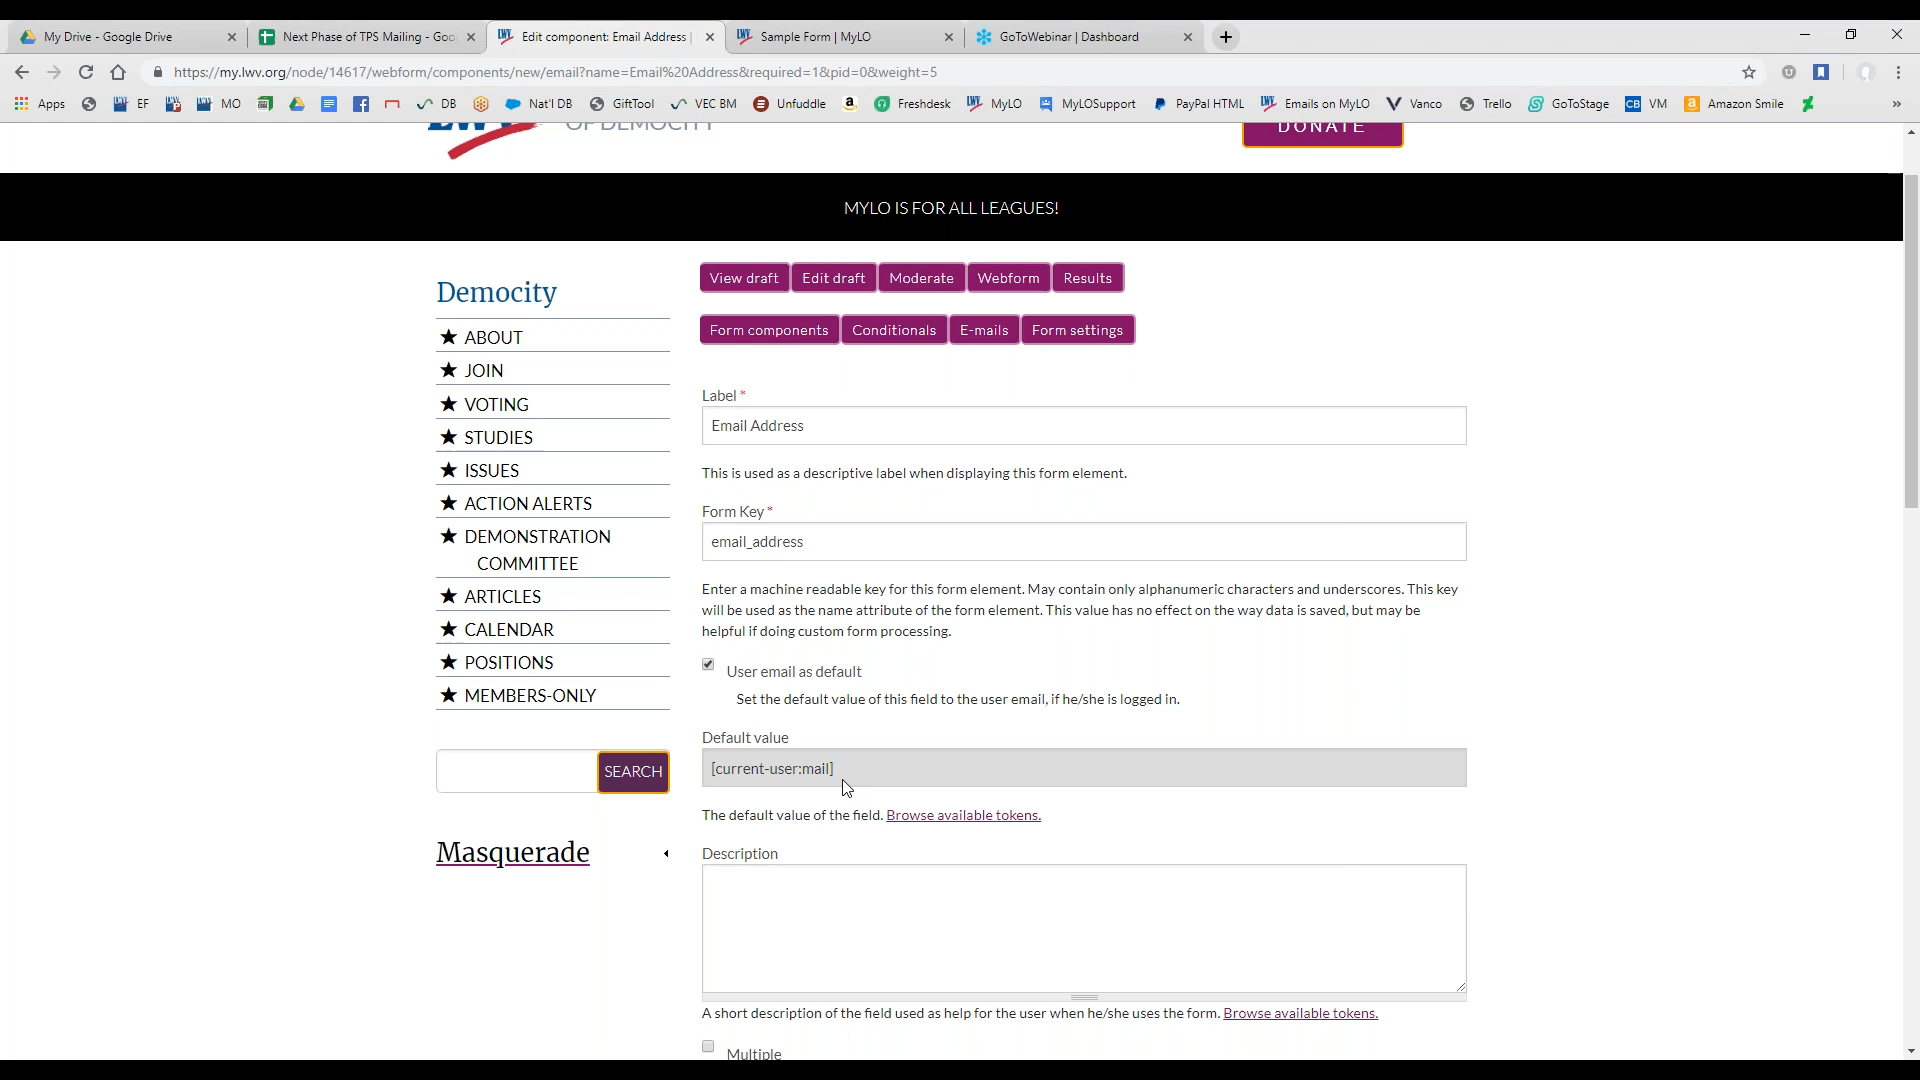 My Drive - Google Drive
Next Phase of TPS Mailing - Goo
Edit component: Email Address |
Sample Form | MyLO
GoToWebinar | Dashboard
https://my.lwv.org/node/14617/webform/components/new/email?name=Email%20Address&required=1&pid=0&weight=5
Apps EF MO DB Nat'l DB GiftTool VEC BM Unfuddle Freshdesk MyLO MyLOSupport PayPal HTML Emails on MyLO Vanco Trello GoToStage CB VM Amazon Smile »
LWV OF DEMOCITY
DONATE
MYLO IS FOR ALL LEAGUES!
Democity
ABOUT
JOIN
VOTING
STUDIES
ISSUES
ACTION ALERTS
DEMONSTRATION
COMMITTEE
ARTICLES
CALENDAR
POSITIONS
MEMBERS-ONLY
SEARCH
Masquerade
View draft Edit draft Moderate Webform Results
Form components Conditionals E-mails Form settings
Label *
Email Address
This is used as a descriptive label when displaying this form element.
Form Key *
email_address
Enter a machine readable key for this form element. May contain only alphanumeric characters and underscores. This key
will be used as the name attribute of the form element. This value has no effect on the way data is saved, but may be
helpful if doing custom form processing.
User email as default
Set the default value of this field to the user email, if he/she is logged in.
Default value
[current-user:mail]
The default value of the field. Browse available tokens.
Description
A short description of the field used as help for the user when he/she uses the form. Browse available tokens.
Multiple